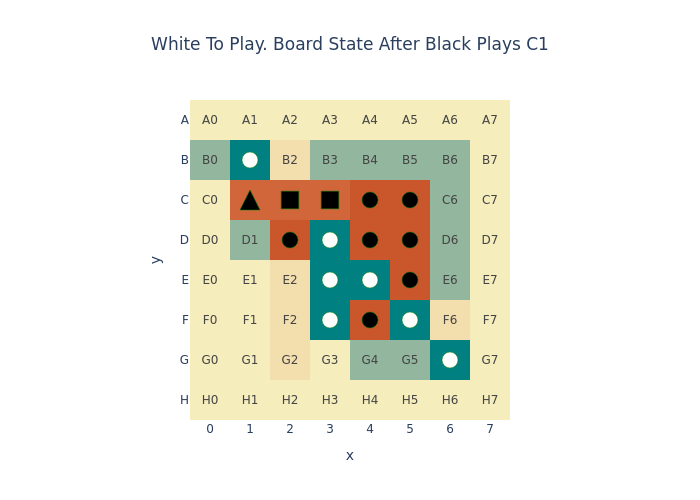 White To Play. Board State After Black Plays C1
A A0 A1 A2 A3 A4 A5 A6 A7
B B0 B2 B3 B4 B5 B6 B7
C C0 C6 C7
D D0 D1 D6 D7
E E0 E1 E2 E6 E7
F F0 F1 F2 F6 F7
G G0 G1 G2 G3 G4 G5 G7
H H0 H1 H2 H3 H4 H5 H6 H7
0 1 2 3 4 5 6 7
x
y